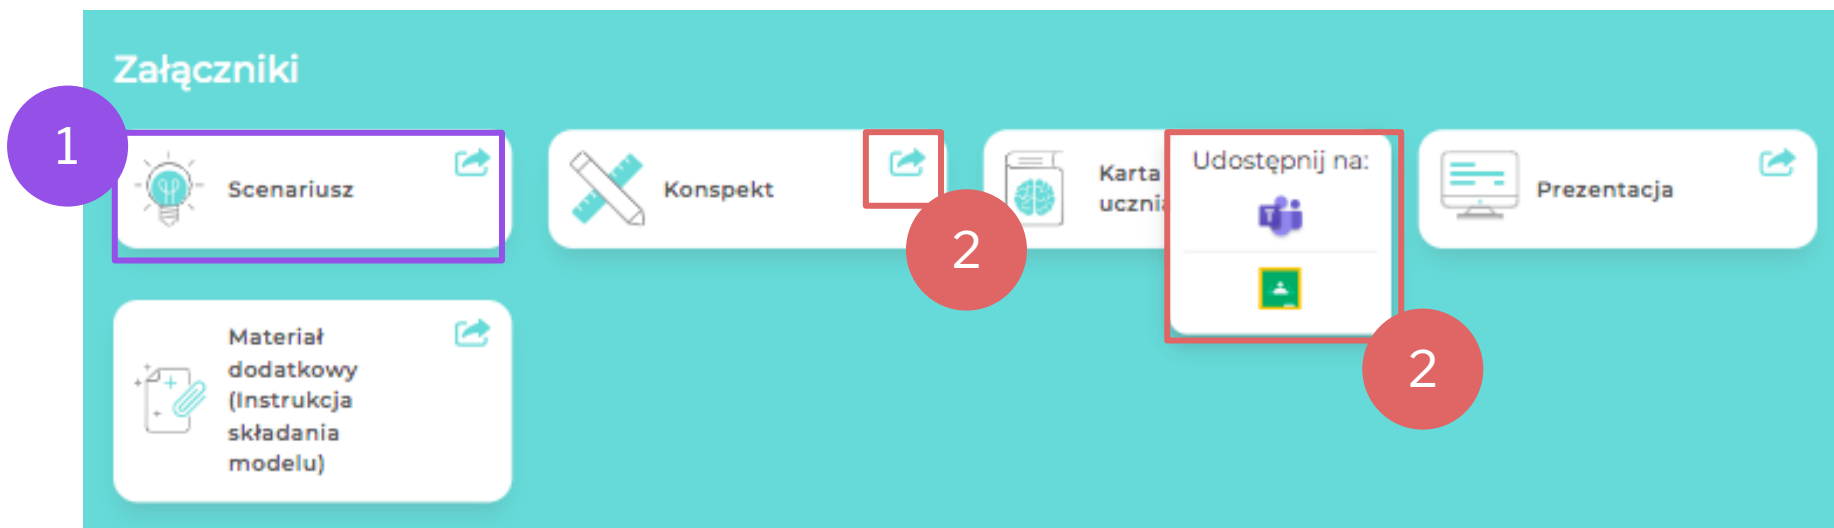 Załączniki
1
Scenariusz
Konspekt
2
Karta
uczni
Udostępnij na:
T
2
Prezentacja
Materiał
dodatkowy
(Instrukcja
składania
modelu)